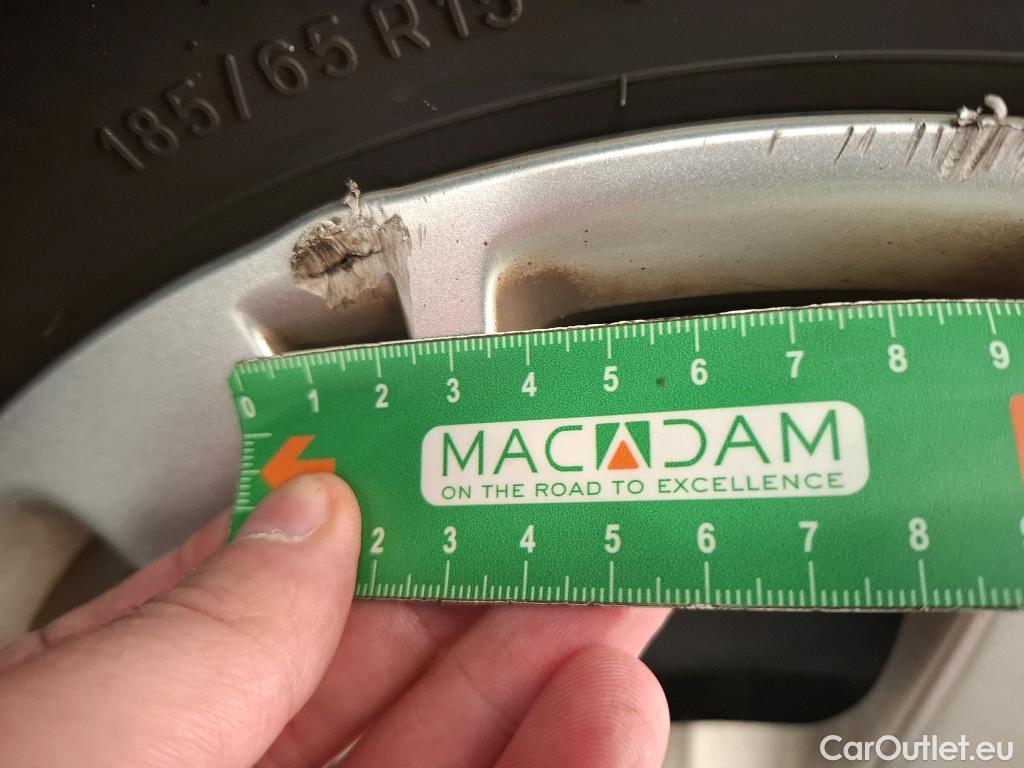 185/65 R15
0 1 2 3 4 5 6 7 8 9
MACADAM
ON THE ROAD TO EXCELLENCE
2 3 4 5 6 7 8
CarOutlet.eu